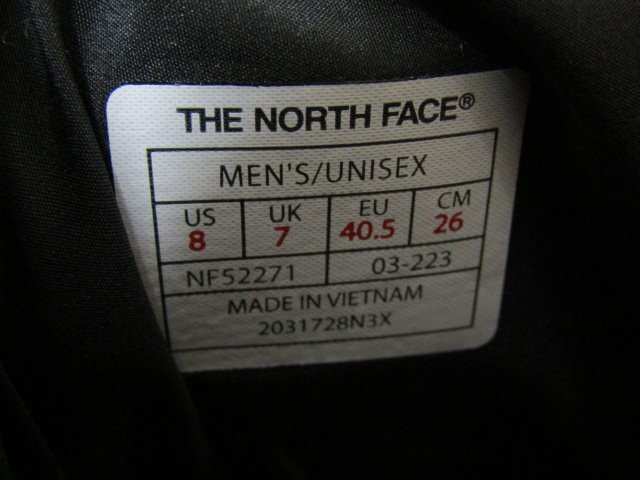 THE NORTH FACE®
MEN'S/UNISEX
US UK EU CM
8 7 40.5 26
NF52271 03-223
MADE IN VIETNAM
2031728N3X